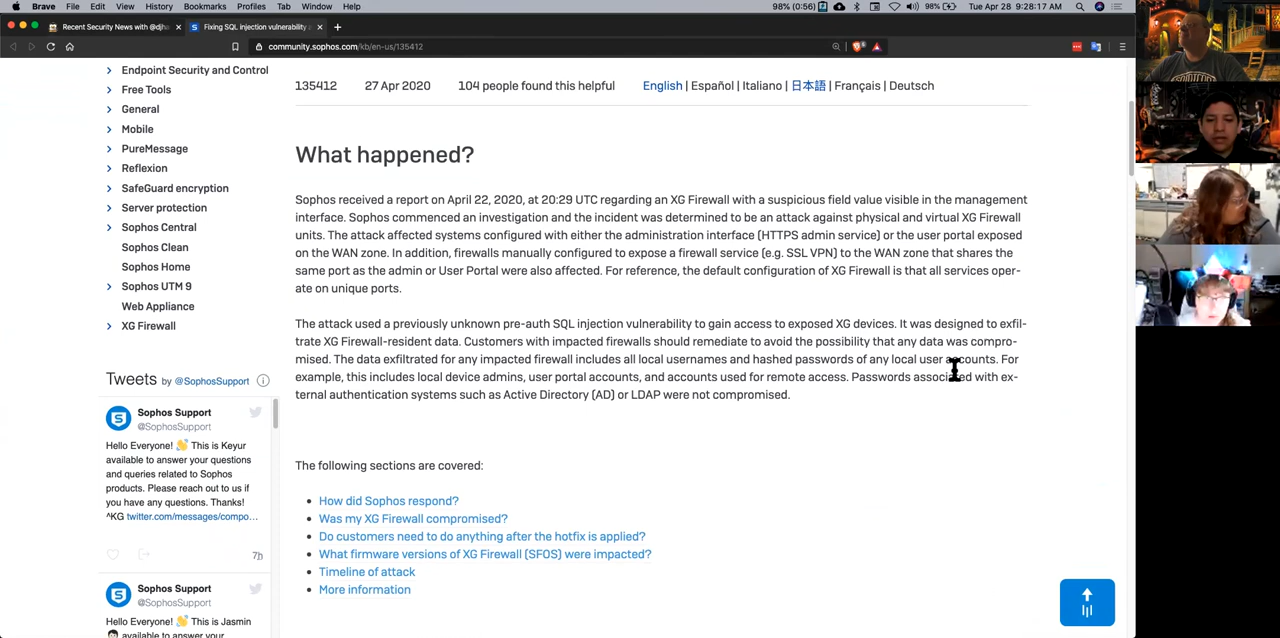 Brave File Edit View History Bookmarks Profiles Tab Window Help 98% (0:56) 98% Tue Apr 28 9:28:17 AM
Recent Security News with @djha Fixing SQL injection vulnerability
community.sophos.com/kb/en-us/135412
Endpoint Security and Control
Free Tools
General
Mobile
PureMessage
Reflexion
SafeGuard encryption
Server protection
Sophos Central
Sophos Clean
Sophos Home
Sophos UTM 9
Web Appliance
XG Firewall
Tweets by @SophosSupport
Sophos Support
@SophosSupport
Hello Everyone! 👋 This is Keyur
available to answer your questions
and queries related to Sophos
products. Please reach out to us if
you have any questions. Thanks!
^KG twitter.com/messages/compo…
7h
Sophos Support
@SophosSupport
Hello Everyone! 👋 This is Jasmin
available to answer your
135412 27 Apr 2020 104 people found this helpful English | Español | Italiano | 日本語 | Français | Deutsch
What happened?
Sophos received a report on April 22, 2020, at 20:29 UTC regarding an XG Firewall with a suspicious field value visible in the management
interface. Sophos commenced an investigation and the incident was determined to be an attack against physical and virtual XG Firewall
units. The attack affected systems configured with either the administration interface (HTTPS admin service) or the user portal exposed
on the WAN zone. In addition, firewalls manually configured to expose a firewall service (e.g. SSL VPN) to the WAN zone that shares the
same port as the admin or User Portal were also affected. For reference, the default configuration of XG Firewall is that all services oper-
ate on unique ports.
The attack used a previously unknown pre-auth SQL injection vulnerability to gain access to exposed XG devices. It was designed to exfil-
trate XG Firewall-resident data. Customers with impacted firewalls should remediate to avoid the possibility that any data was compro-
mised. The data exfiltrated for any impacted firewall includes all local usernames and hashed passwords of any local user accounts. For
example, this includes local device admins, user portal accounts, and accounts used for remote access. Passwords associated with ex-
ternal authentication systems such as Active Directory (AD) or LDAP were not compromised.
The following sections are covered:
How did Sophos respond?
Was my XG Firewall compromised?
Do customers need to do anything after the hotfix is applied?
What firmware versions of XG Firewall (SFOS) were impacted?
Timeline of attack
More information